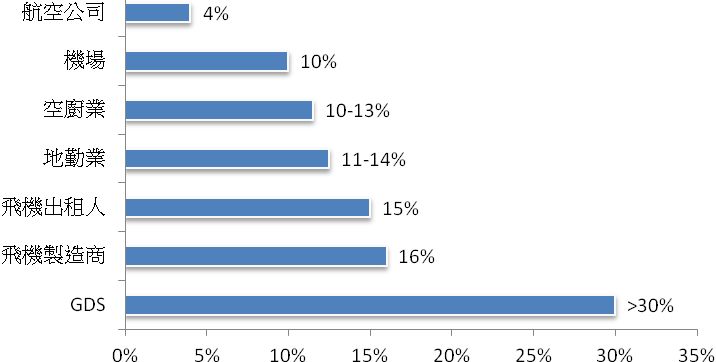 航空公司 4%
機場 10%
空廚業 10-13%
地勤業 11-14%
飛機出租人 15%
飛機製造商 16%
GDS >30%
0% 5% 10% 15% 20% 25% 30% 35%